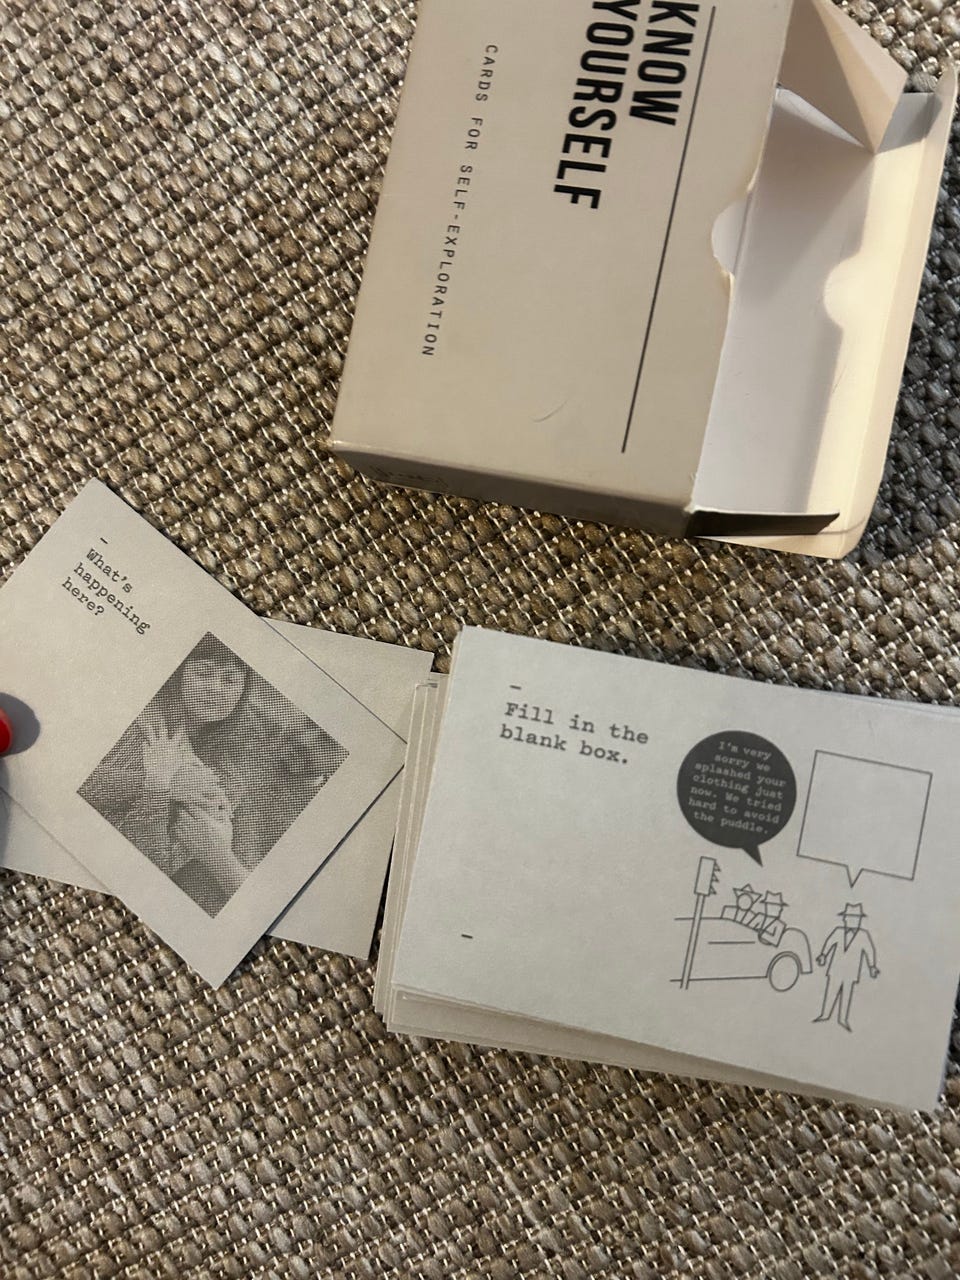 KNOW
YOURSELF
CARDS FOR SELF-EXPLORATION
What's
happening
here?
Fill in the
blank box.
I'm very
sorry we
splashed your
clothing just
now. We tried
hard to avoid
the puddle.